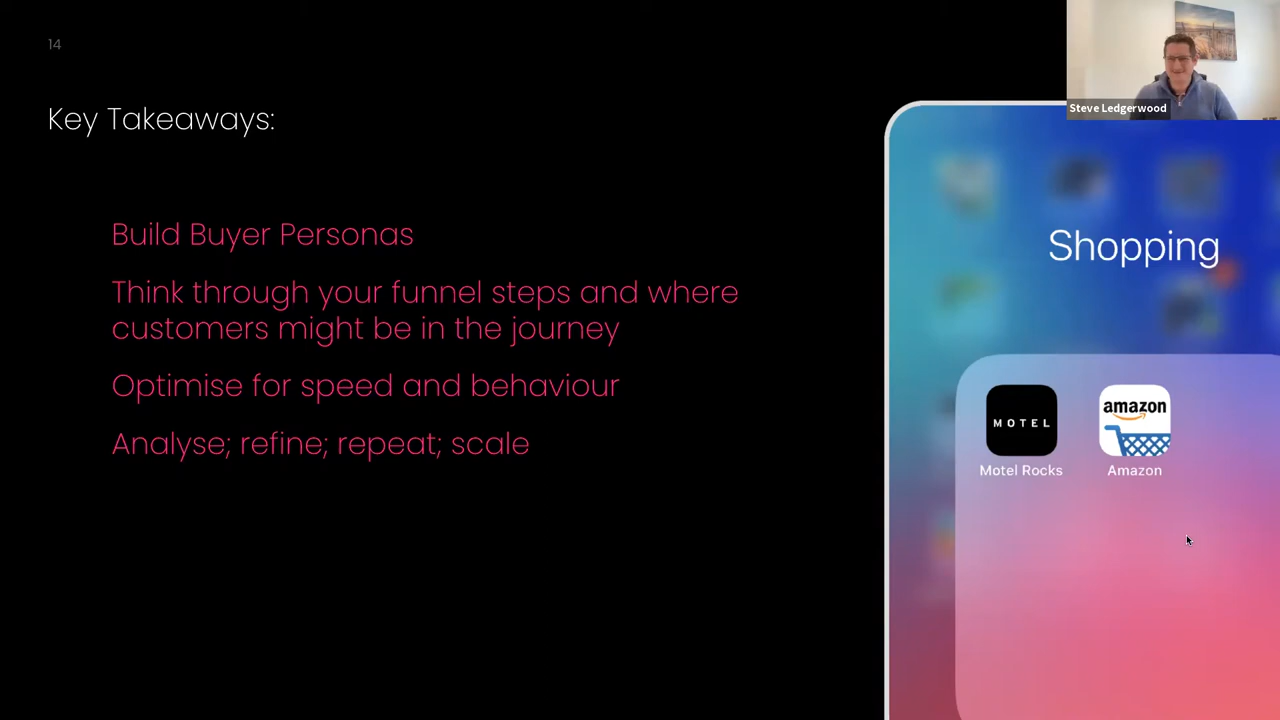 14
Steve Ledgerwood
Key Takeaways:
Build Buyer Personas
Think through your funnel steps and where
customers might be in the journey
Optimise for speed and behaviour
Analyse; refine; repeat; scale
Shopping
MOTEL
amazon
Motel Rocks
Amazon